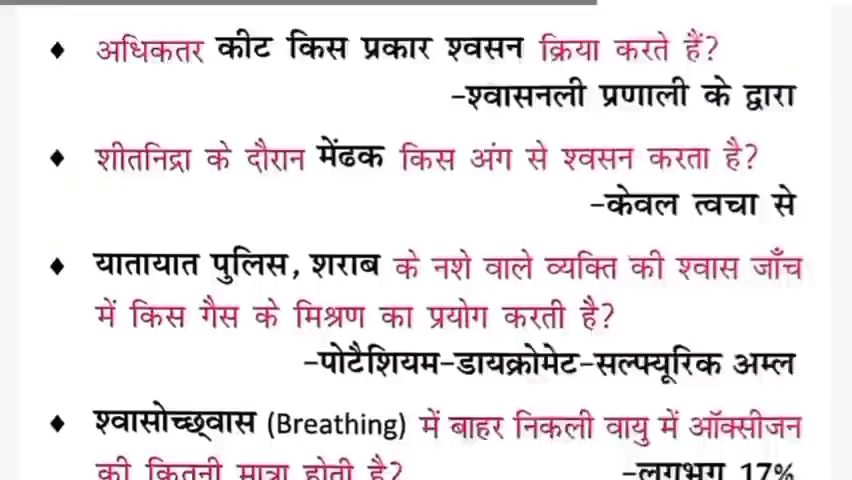 ♦ अधिकतर कीट किस प्रकार श्वसन क्रिया करते हैं?
-श्वासनली प्रणाली के द्वारा
♦ शीतनिद्रा के दौरान मेंढक किस अंग से श्वसन करता है?
-केवल त्वचा से
♦ यातायात पुलिस, शराब के नशे वाले व्यक्ति की श्वास जाँच
में किस गैस के मिश्रण का प्रयोग करती है?
-पोटैशियम-डायक्रोमेट-सल्फ्यूरिक अम्ल
♦ श्वासोच्छ्वास (Breathing) में बाहर निकली वायु में ऑक्सीजन
की कितनी मात्रा होती है? -लगभग 17%